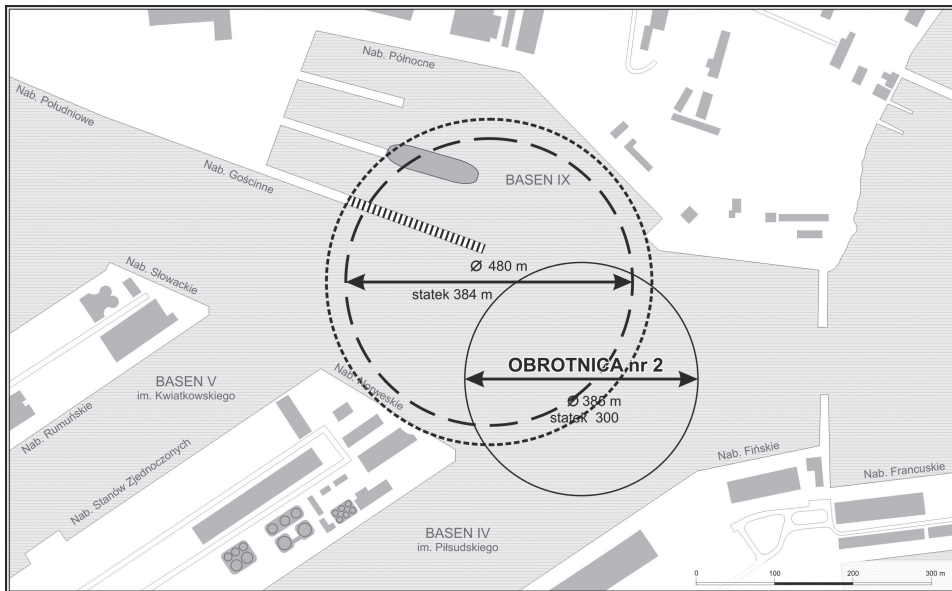 Nab. Północne
Nab. Południowe
Nab. Gościnne
BASEN IX
Ø 480 m
statek 384 m
Nab. Słowackie
OBROTNICA nr 2
Ø 386 m
statek 300
BASEN V
im. Kwiatkowskiego
Nab. Norweskie
Nab. Rumuńskie
Nab. Stanów Zjednoczonych
Nab. Fińskie
Nab. Francuskie
BASEN IV
im. Piłsudskiego
0 100 200 300 m